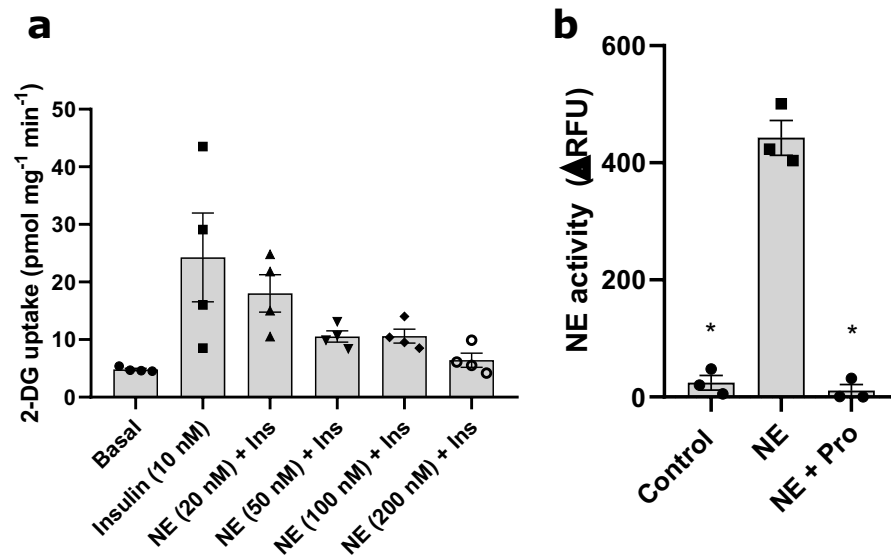 a
2-DG uptake (pmol mg⁻¹ min⁻¹)
50
40
30
20
10
0
Basal
Insulin (10 nM)
NE (20 nM) + Ins
NE (50 nM) + Ins
NE (100 nM) + Ins
NE (200 nM) + Ins
b
NE activity (▲RFU)
600
400
200
0
*
*
Control
NE
NE + Pro